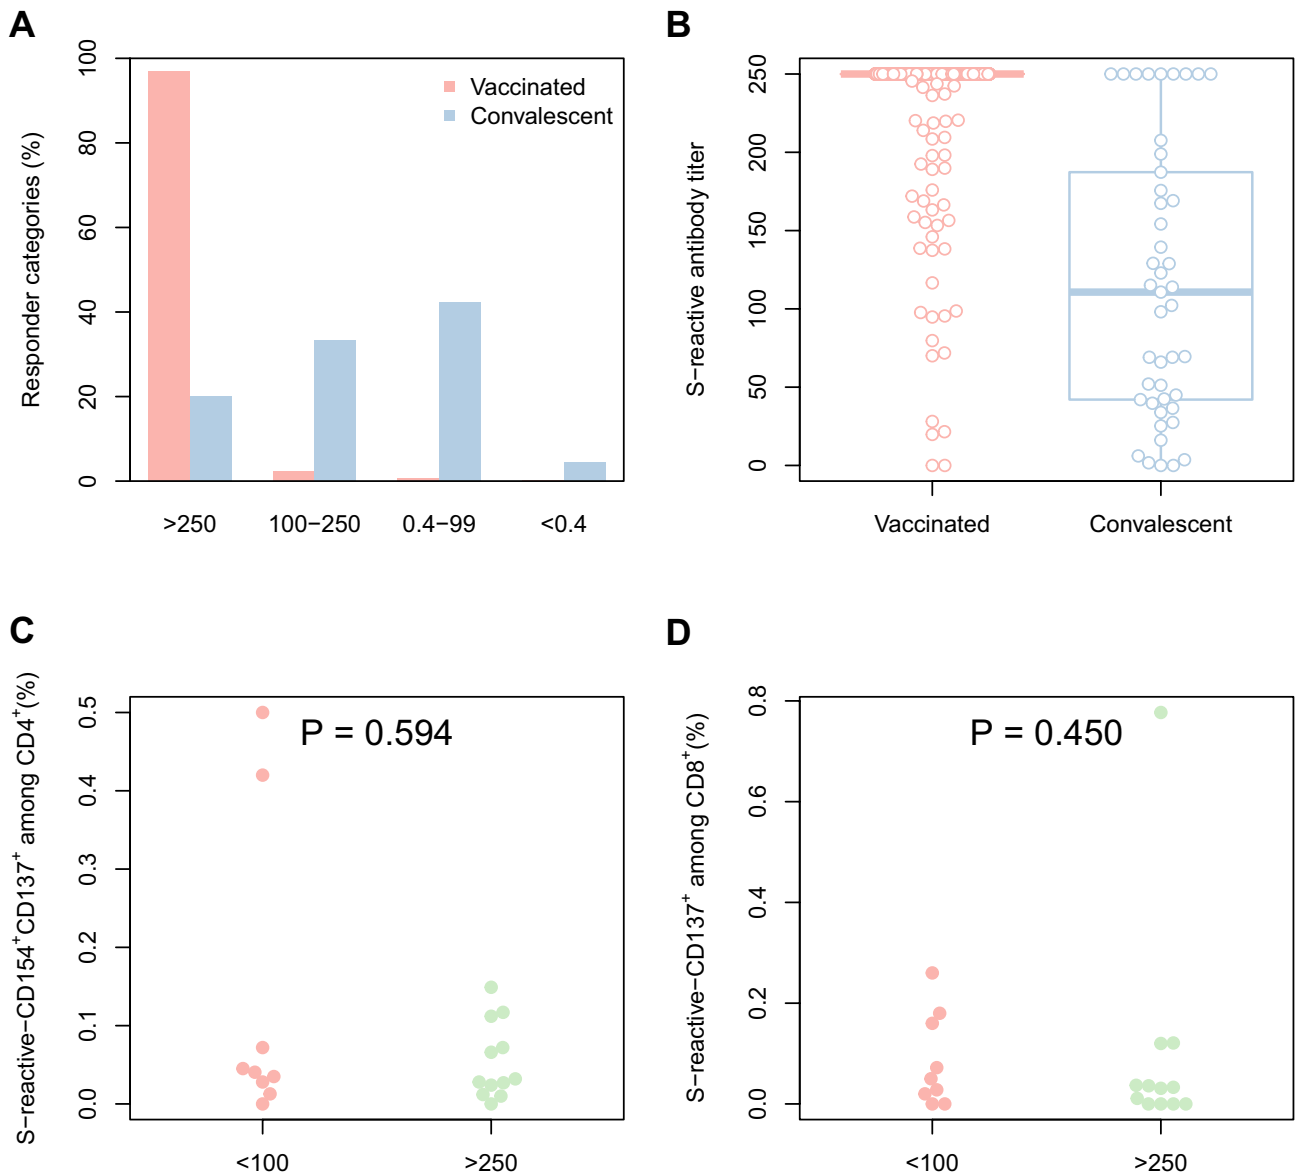 A
Responder categories (%)
100
80
60
40
20
0
Vaccinated
Convalescent
>250 100−250 0.4−99 <0.4
B
S−reactive antibody titer
250
200
150
100
50
0
Vaccinated Convalescent
C
S−reactive−CD154⁺CD137⁺ among CD4⁺(%)
0.5
0.4
0.3
0.2
0.1
0.0
P = 0.594
<100 >250
D
S−reactive−CD137⁺ among CD8⁺(%)
0.8
0.6
0.4
0.2
0.0
P = 0.450
<100 >250